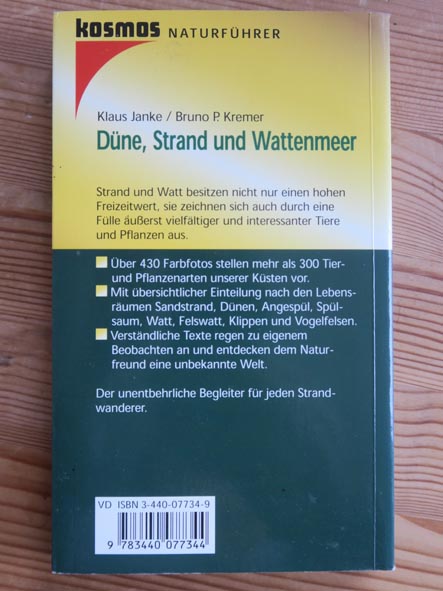 kosmos NATURFÜHRER
Klaus Janke / Bruno P. Kremer
Düne, Strand und Wattenmeer
Strand und Watt besitzen nicht nur einen hohen
Freizeitwert, sie zeichnen sich auch durch eine
Fülle äußerst vielfältiger und interessanter Tiere
und Pflanzen aus.
Über 430 Farbfotos stellen mehr als 300 Tier-
und Pflanzenarten unserer Küsten vor.
Mit übersichtlicher Einteilung nach den Lebens-
räumen Sandstrand, Dünen, Angespül, Spül-
saum, Watt, Felswatt, Klippen und Vogelfelsen.
Verständliche Texte regen zu eigenem
Beobachten an und entdecken dem Natur-
freund eine unbekannte Welt.
Der unentbehrliche Begleiter für jeden Strand-
wanderer.
VD ISBN 3-440-07734-9
9 783440 077344